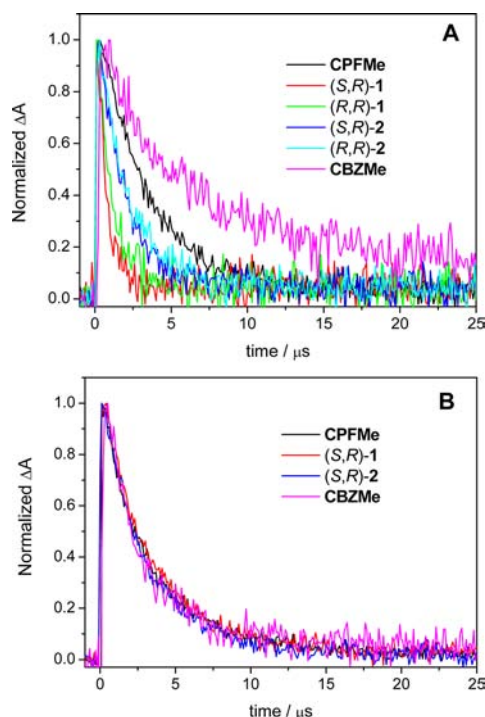 A
CPFMe
(S,R)-1
(R,R)-1
(S,R)-2
(R,R)-2
CBZMe
Normalized ΔA
1.0
0.8
0.6
0.4
0.2
0.0
0 5 10 15 20 25
time / μs
B
CPFMe
(S,R)-1
(S,R)-2
CBZMe
Normalized ΔA
1.0
0.8
0.6
0.4
0.2
0.0
0 5 10 15 20 25
time / μs